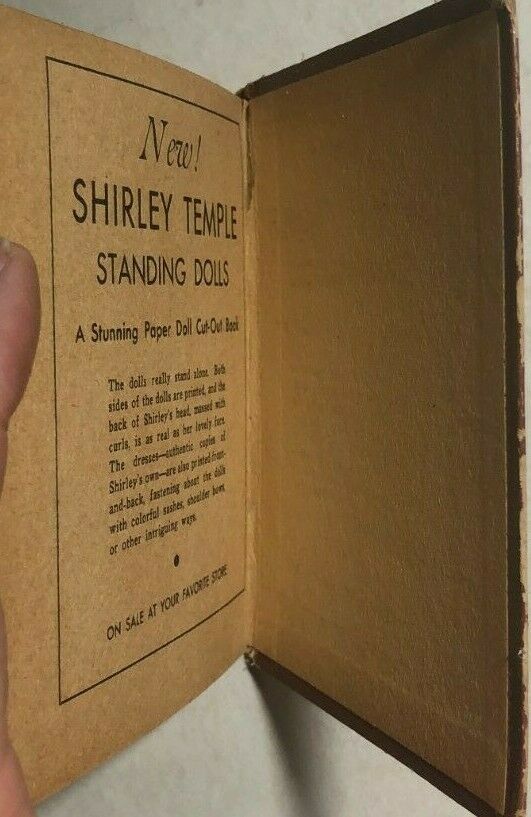 New!
SHIRLEY TEMPLE
STANDING DOLLS
A Stunning Paper Doll Cut-Out Book
The dolls really stand alone. Both
sides of the dolls are printed, and the
back of Shirley's head, massed with
curls, is as real as her lovely face.
The dresses—authentic copies of
Shirley's own—are also printed front-
and-back, fastening about the dolls
with colorful sashes, shoulder bows,
or other intriguing ways.
ON SALE AT YOUR FAVORITE STORE